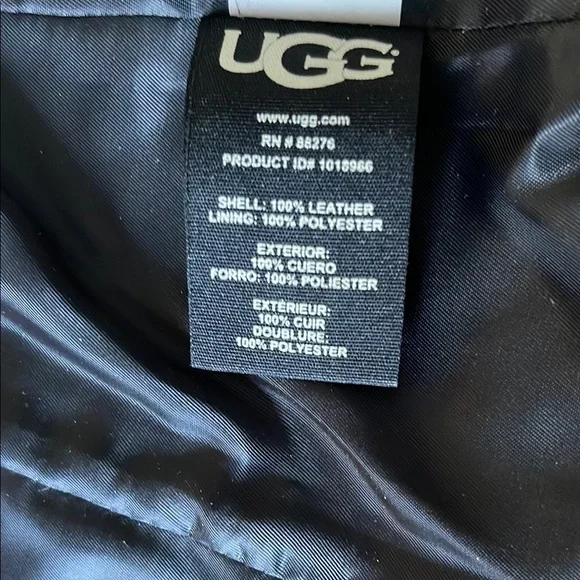 UGG
www.ugg.com
RN # 88276
PRODUCT ID# 1018966
SHELL: 100% LEATHER
LINING: 100% POLYESTER
EXTERIOR:
100% CUERO
FORRO: 100% POLIESTER
EXTÉRIEUR:
100% CUIR
DOUBLURE:
100% POLYESTER